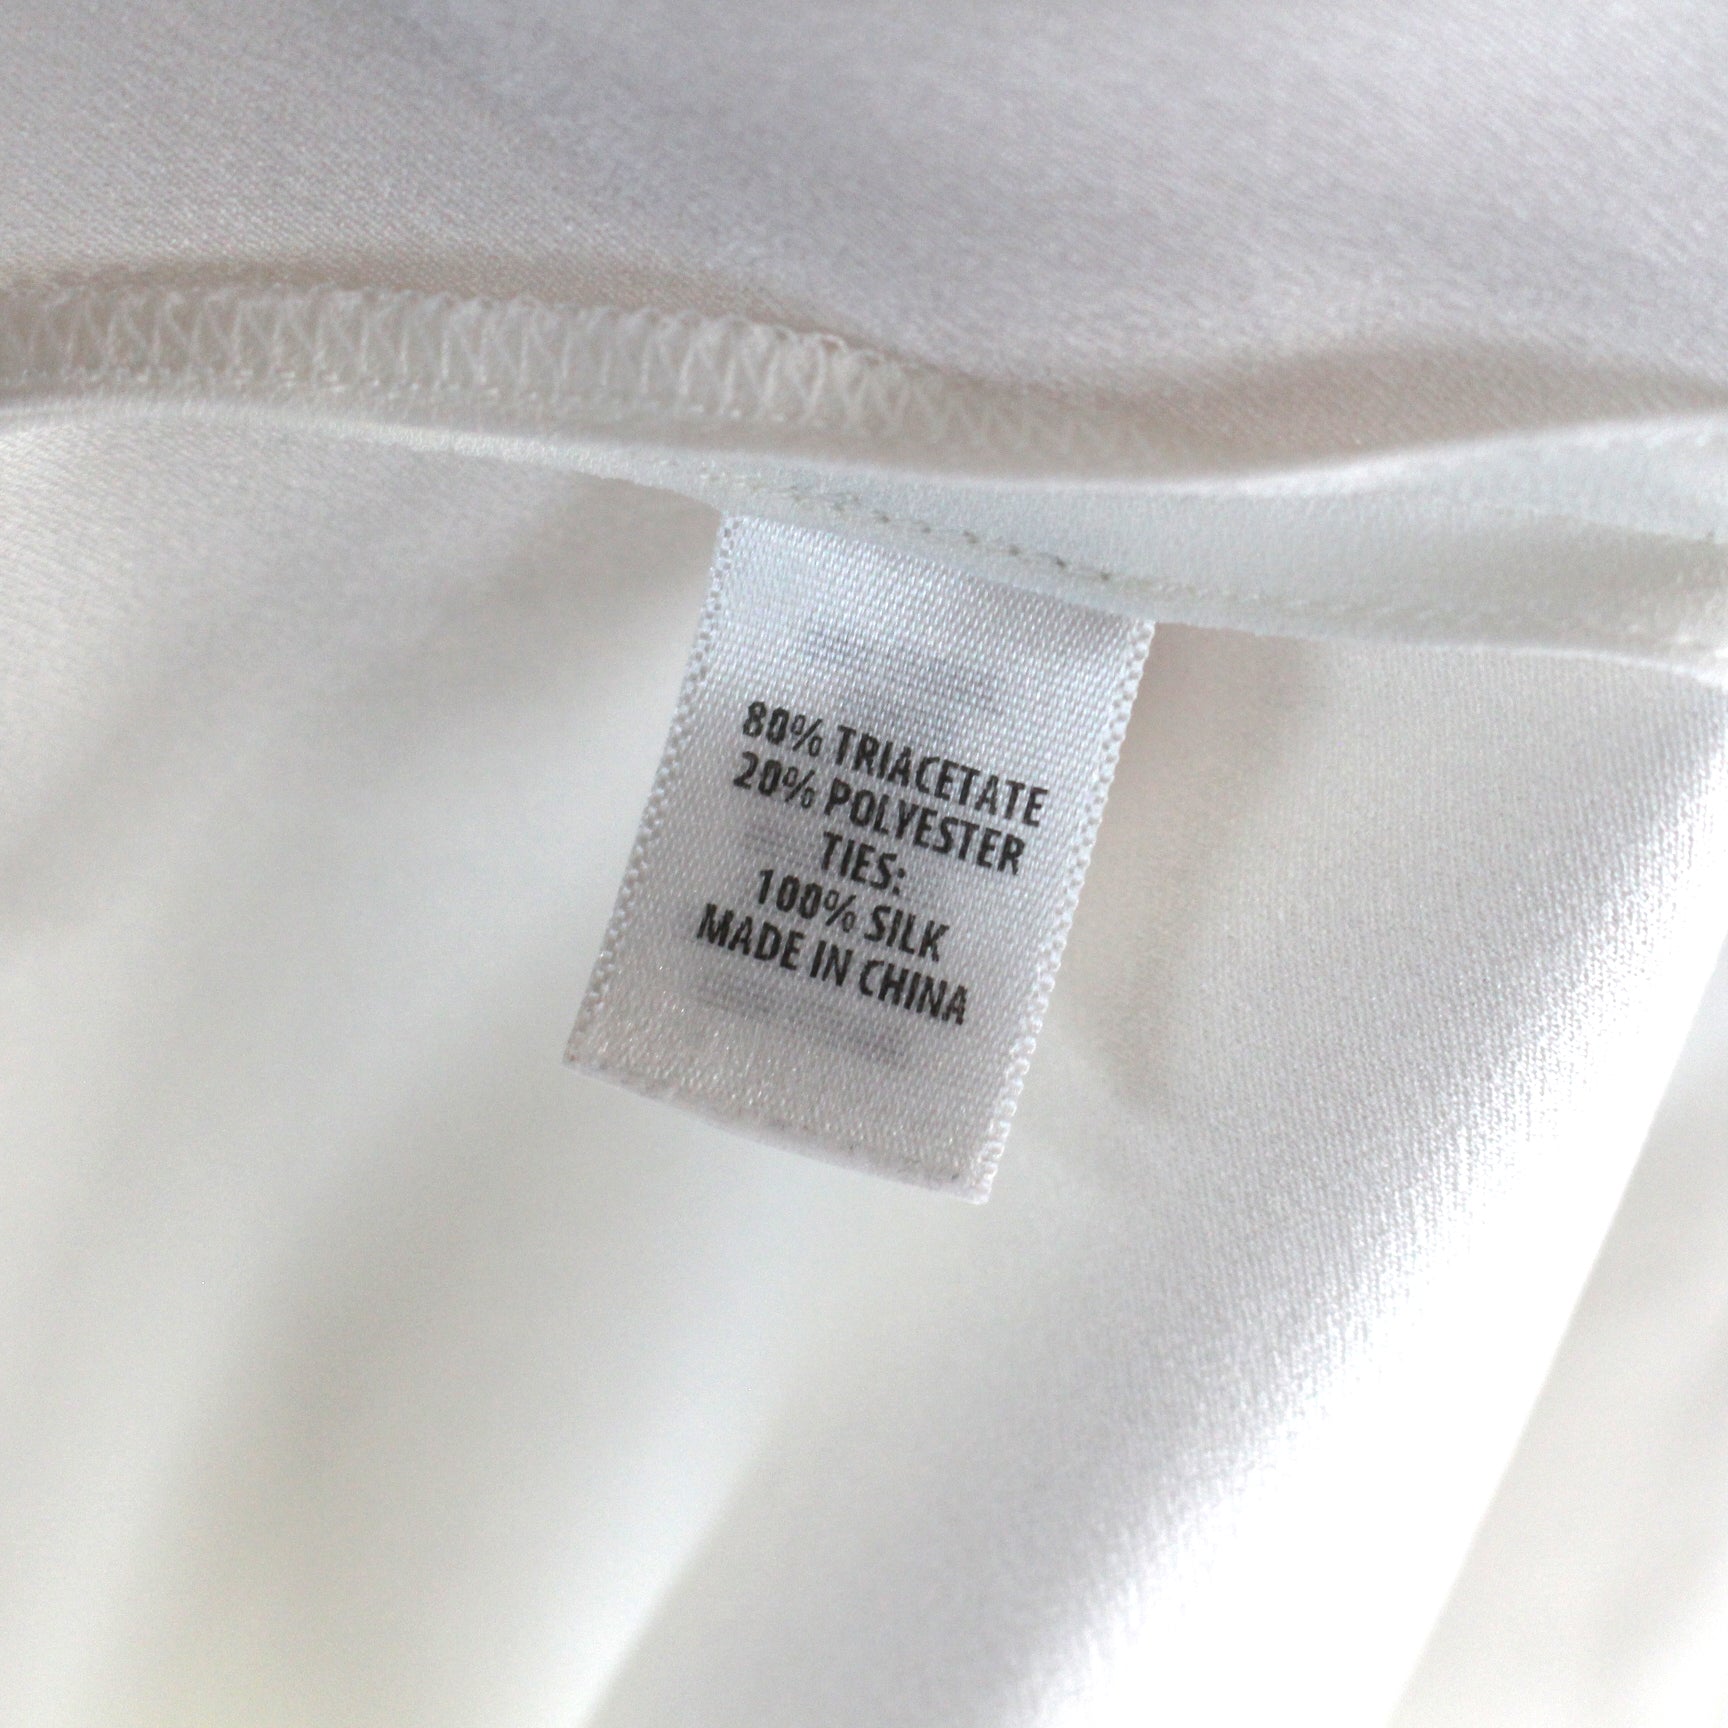 80% TRIACETATE
20% POLYESTER
TIES:
100% SILK
MADE IN CHINA